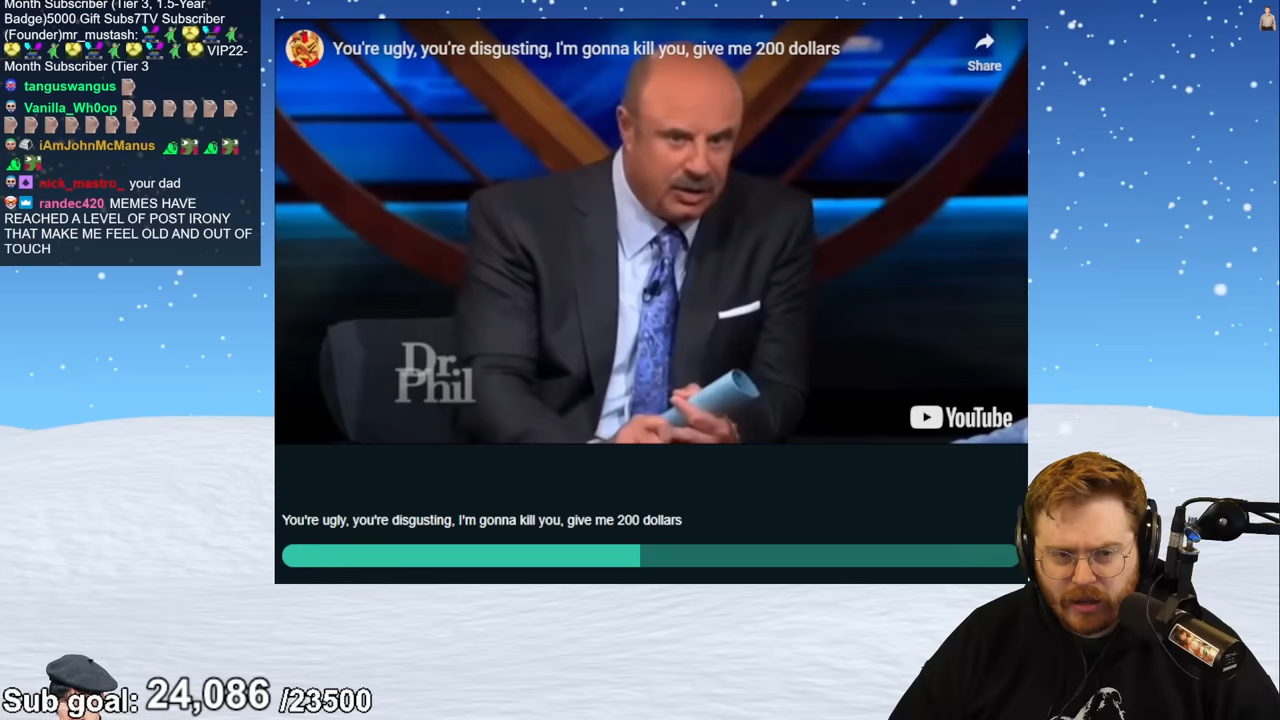 Month Subscriber (Tier 3, 1.5-Year
Badge)5000 Gift Subs7TV Subscriber
(Founder)mr_mustash:
VIP22-
Month Subscriber (Tier 3
tanguswangus
Vanilla_Wh0op
iAmJohnMcManus
nick_mastro_ your dad
randec420 MEMES HAVE
REACHED A LEVEL OF POST IRONY
THAT MAKE ME FEEL OLD AND OUT OF
TOUCH
You're ugly, you're disgusting, I'm gonna kill you, give me 200 dollars
Share
Dr.
Phil
YouTube
You're ugly, you're disgusting, I'm gonna kill you, give me 200 dollars
Sub goal: 24,086 /23500